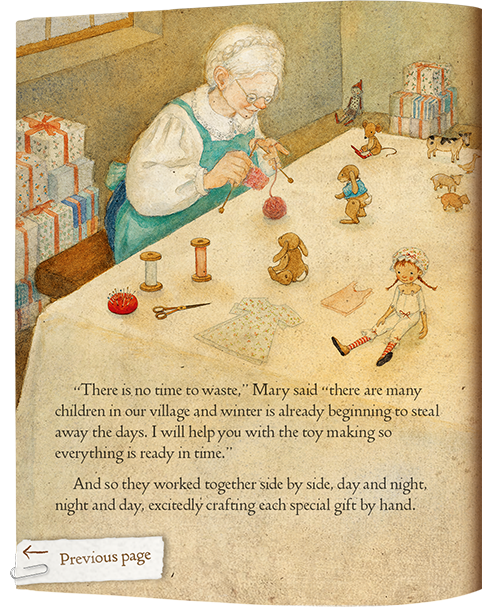 “There is no time to waste,” Mary said “there are many
children in our village and winter is already beginning to steal
away the days. I will help you with the toy making so
everything is ready in time.”
And so they worked together side by side, day and night,
night and day, excitedly crafting each special gift by hand.
← Previous page